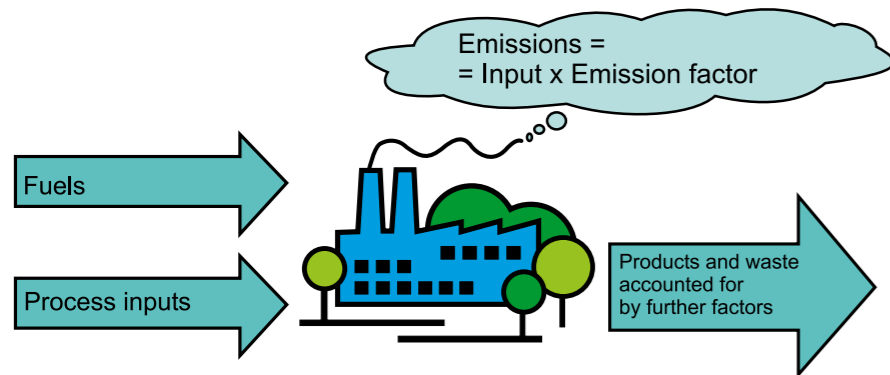 Emissions =
= Input x Emission factor
Fuels
Process inputs
Products and waste
accounted for
by further factors